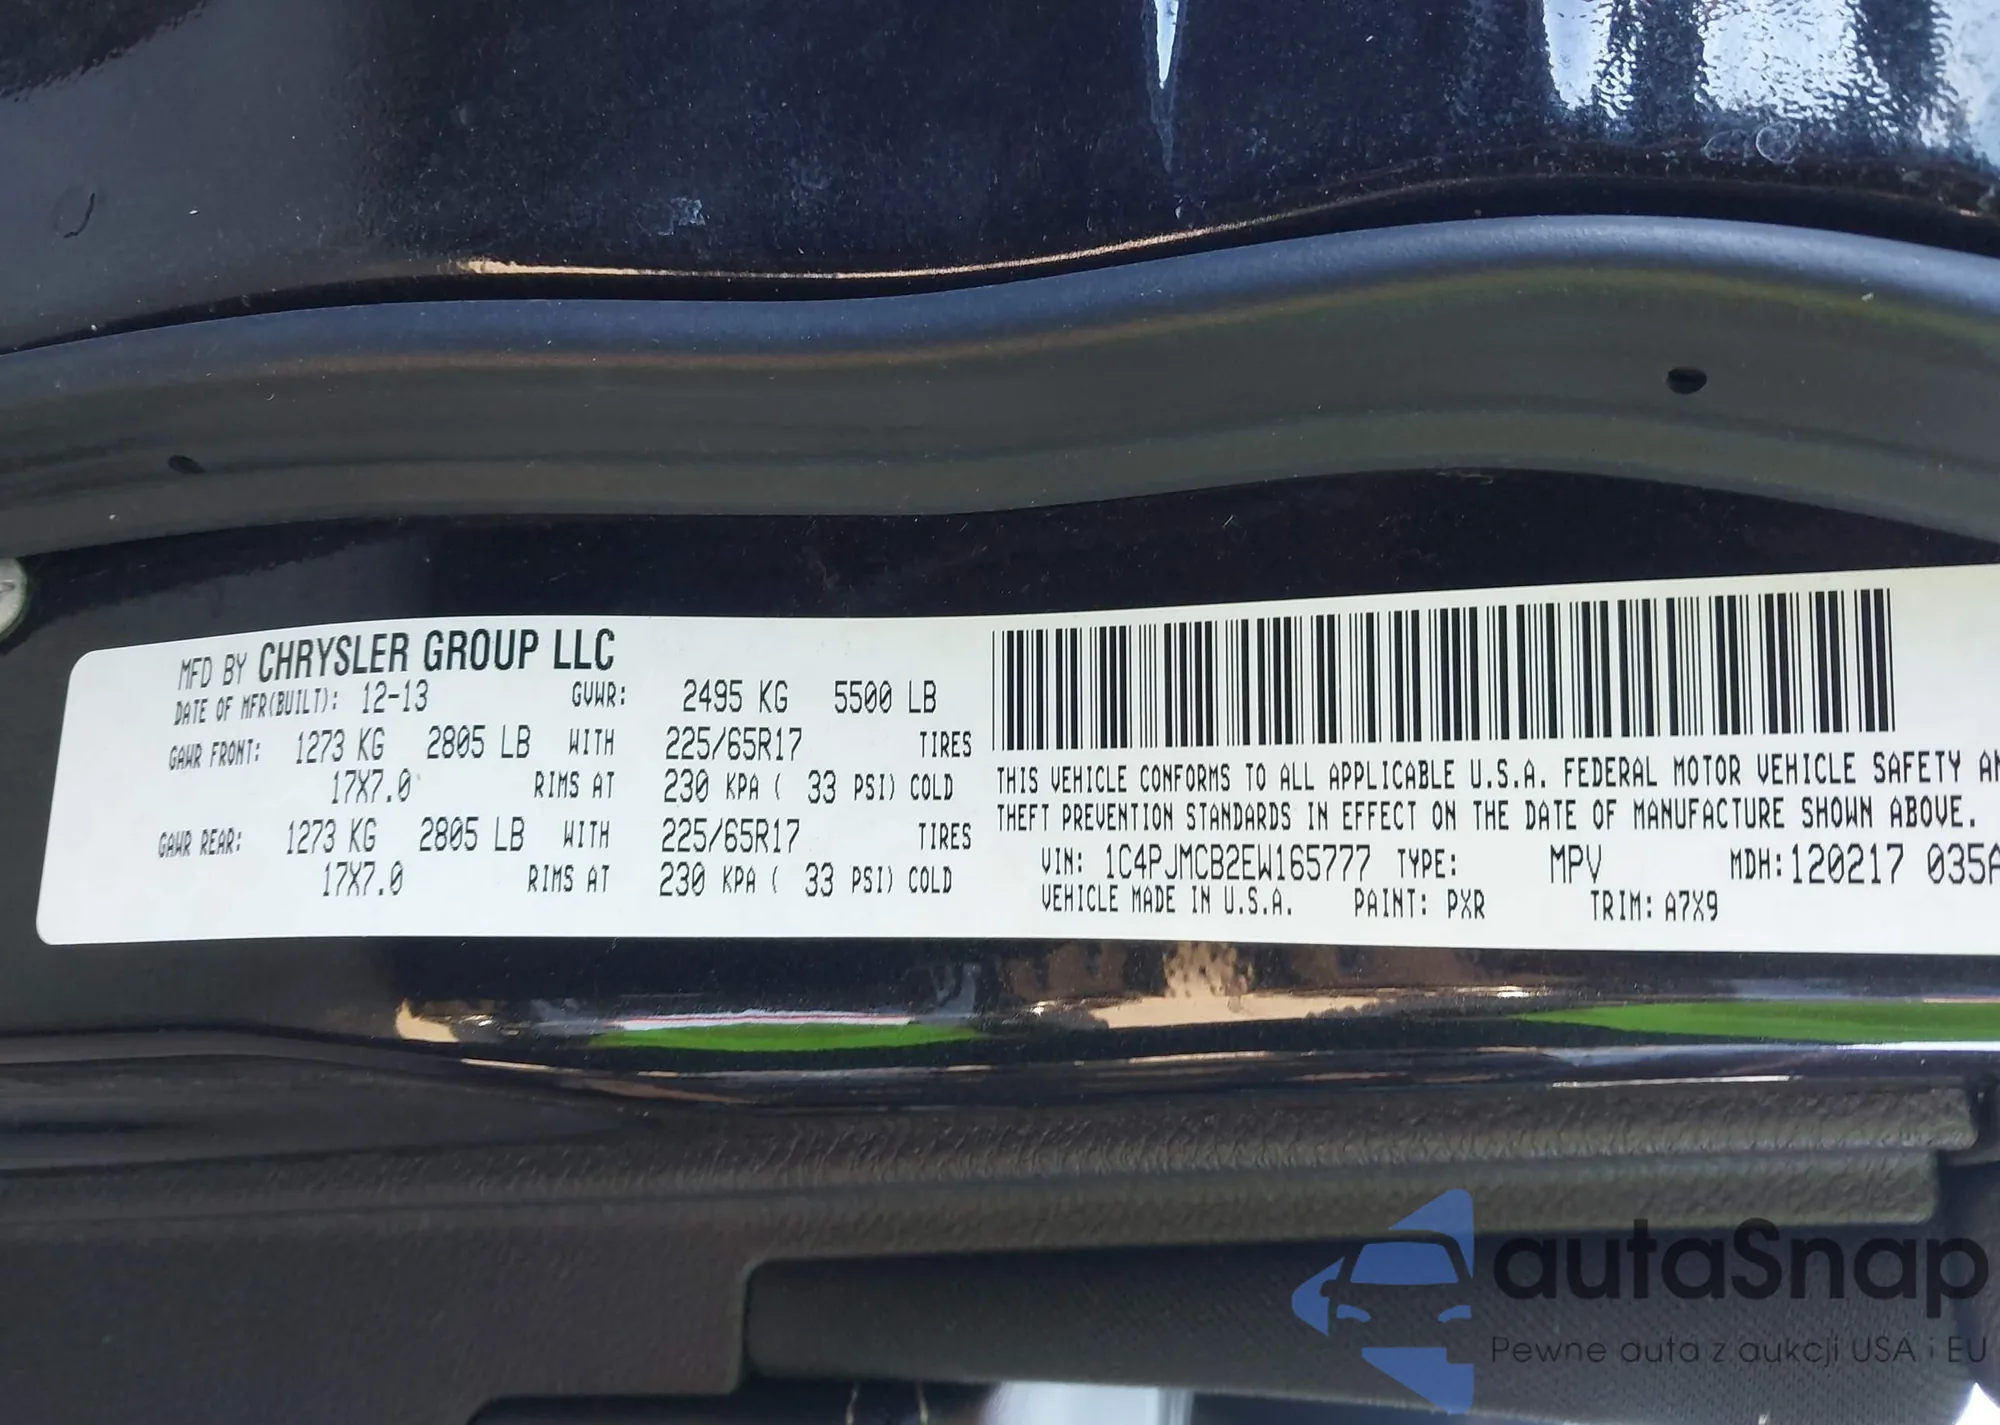 MFD BY CHRYSLER GROUP LLC
DATE OF MFR(BUILT): 12-13 GVWR: 2495 KG 5500 LB
GAWR FRONT: 1273 KG 2805 LB WITH 225/65R17 TIRES
17X7.0 RIMS AT 230 KPA ( 33 PSI) COLD
GAWR REAR: 1273 KG 2805 LB WITH 225/65R17 TIRES
17X7.0 RIMS AT 230 KPA ( 33 PSI) COLD
THIS VEHICLE CONFORMS TO ALL APPLICABLE U.S.A. FEDERAL MOTOR VEHICLE SAFETY AN
THEFT PREVENTION STANDARDS IN EFFECT ON THE DATE OF MANUFACTURE SHOWN ABOVE.
VIN: 1C4PJMCB2EW165777 TYPE: MPV MDH: 120217 035A
VEHICLE MADE IN U.S.A. PAINT: PXR TRIM: A7X9
autaSnap
Pewne auta z aukcji USA i EU